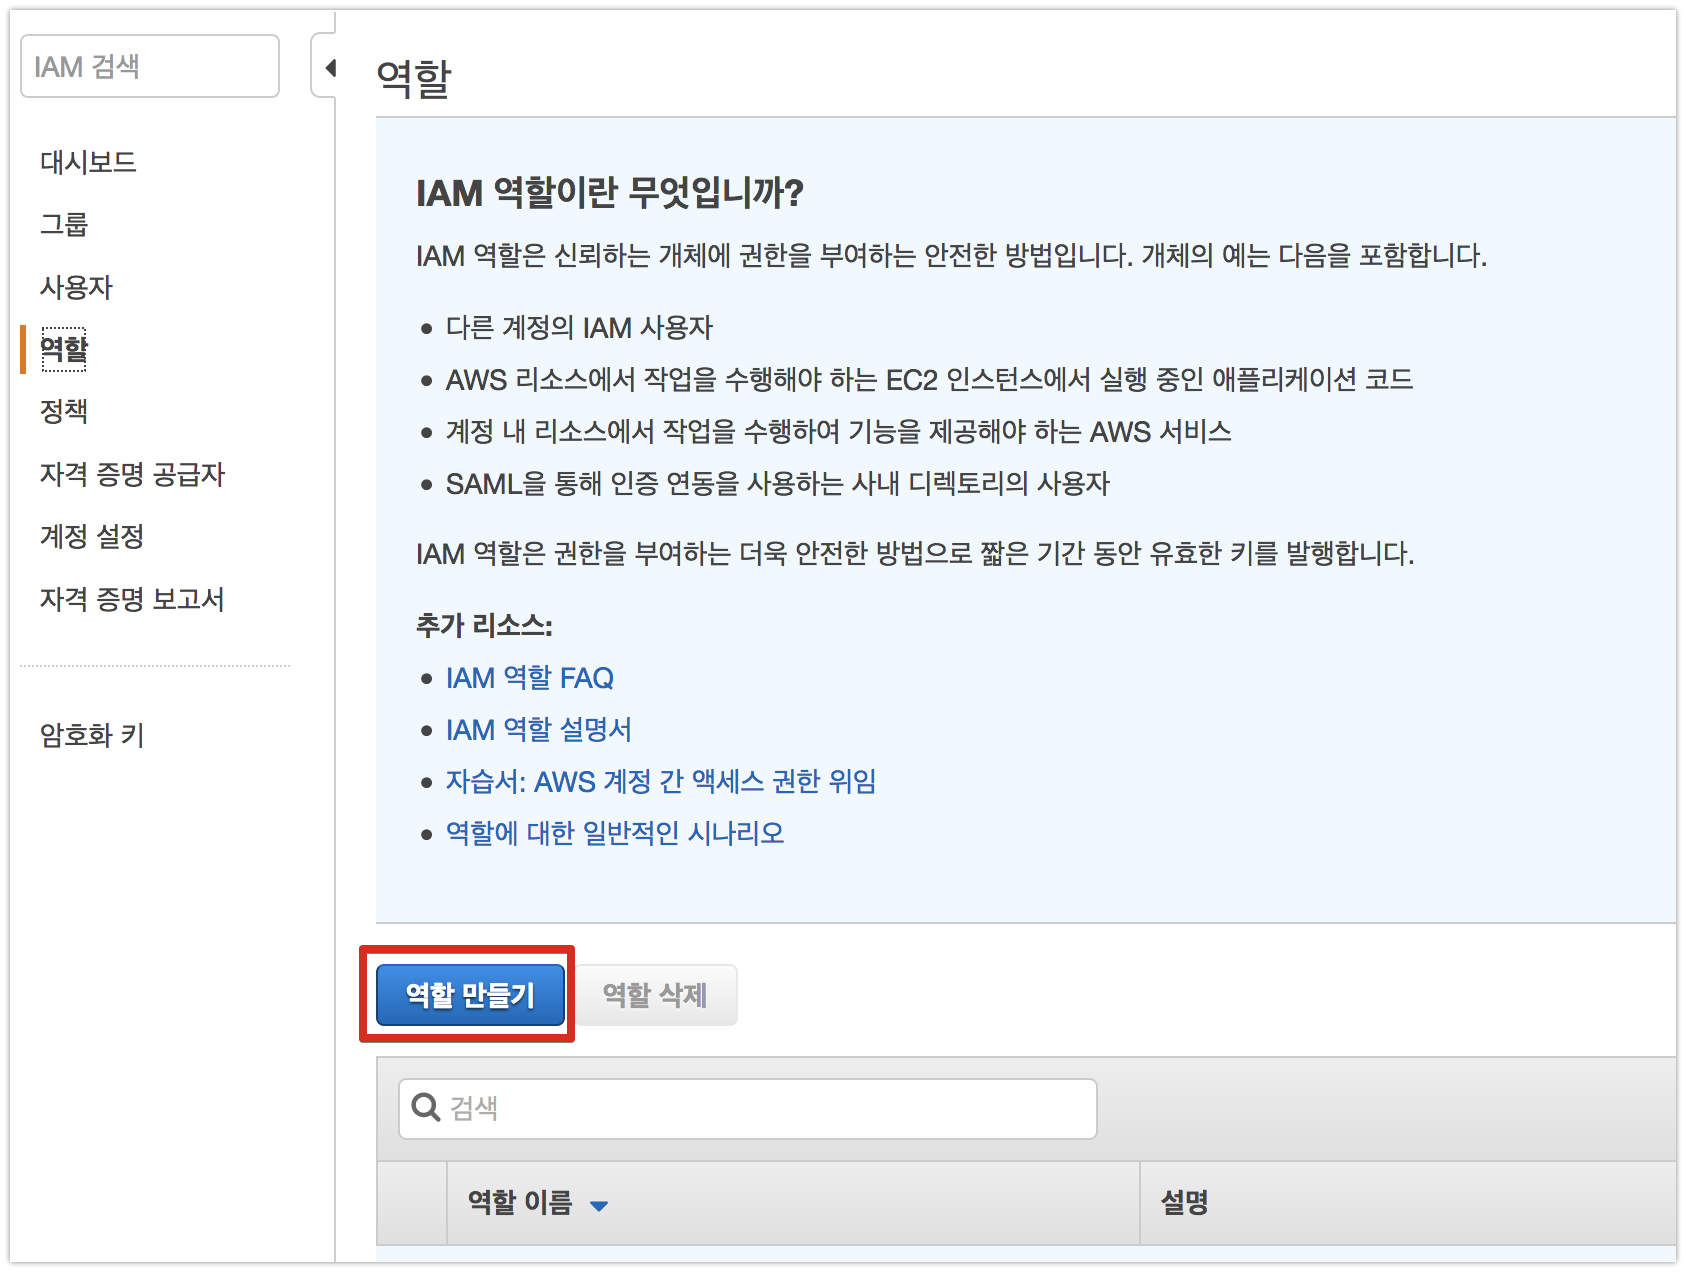 IAM 검색
대시보드
그룹
사용자
역할
정책
자격 증명 공급자
계정 설정
자격 증명 보고서
암호화 키
역할
IAM 역할이란 무엇입니까?
IAM 역할은 신뢰하는 개체에 권한을 부여하는 안전한 방법입니다. 개체의 예는 다음을 포함합니다.
다른 계정의 IAM 사용자
AWS 리소스에서 작업을 수행해야 하는 EC2 인스턴스에서 실행 중인 애플리케이션 코드
계정 내 리소스에서 작업을 수행하여 기능을 제공해야 하는 AWS 서비스
SAML을 통해 인증 연동을 사용하는 사내 디렉토리의 사용자
IAM 역할은 권한을 부여하는 더욱 안전한 방법으로 짧은 기간 동안 유효한 키를 발행합니다.
추가 리소스:
IAM 역할 FAQ
IAM 역할 설명서
자습서: AWS 계정 간 액세스 권한 위임
역할에 대한 일반적인 시나리오
역할 만들기 역할 삭제
검색
역할 이름 설명